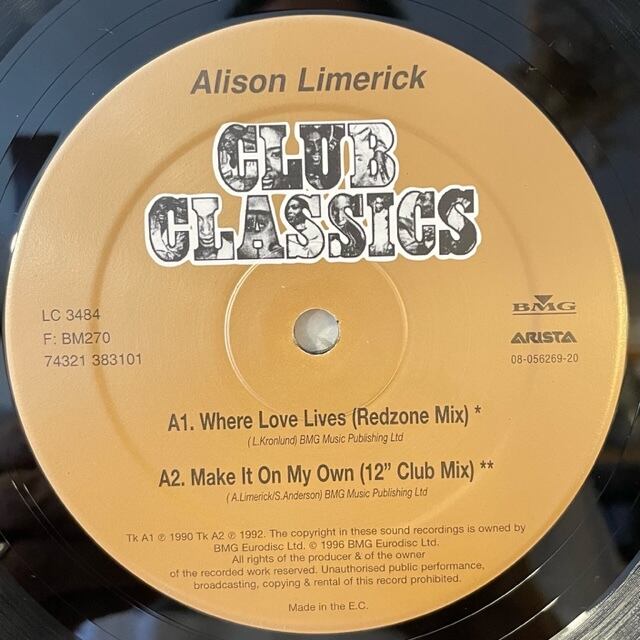 Alison Limerick
CLUB
CLASSICS
LC 3484
F: BM270
74321 383101
BMG
ARISTA
08-056269-20
A1. Where Love Lives (Redzone Mix) *
( L.Kronlund) BMG Music Publishing Ltd
A2. Make It On My Own (12” Club Mix) **
( A.Limerick/S.Anderson) BMG Music Publishing Ltd
Tk A1 ℗ 1990 Tk A2 ℗ 1992. The copyright in these sound recordings is owned by
BMG Eurodisc Ltd. © 1996 BMG Eurodisc Ltd.
All rights of the producer & of the owner
of the recorded work reserved. Unauthorised public performance,
broadcasting, copying & rental of this record prohibited.
Made in the E.C.